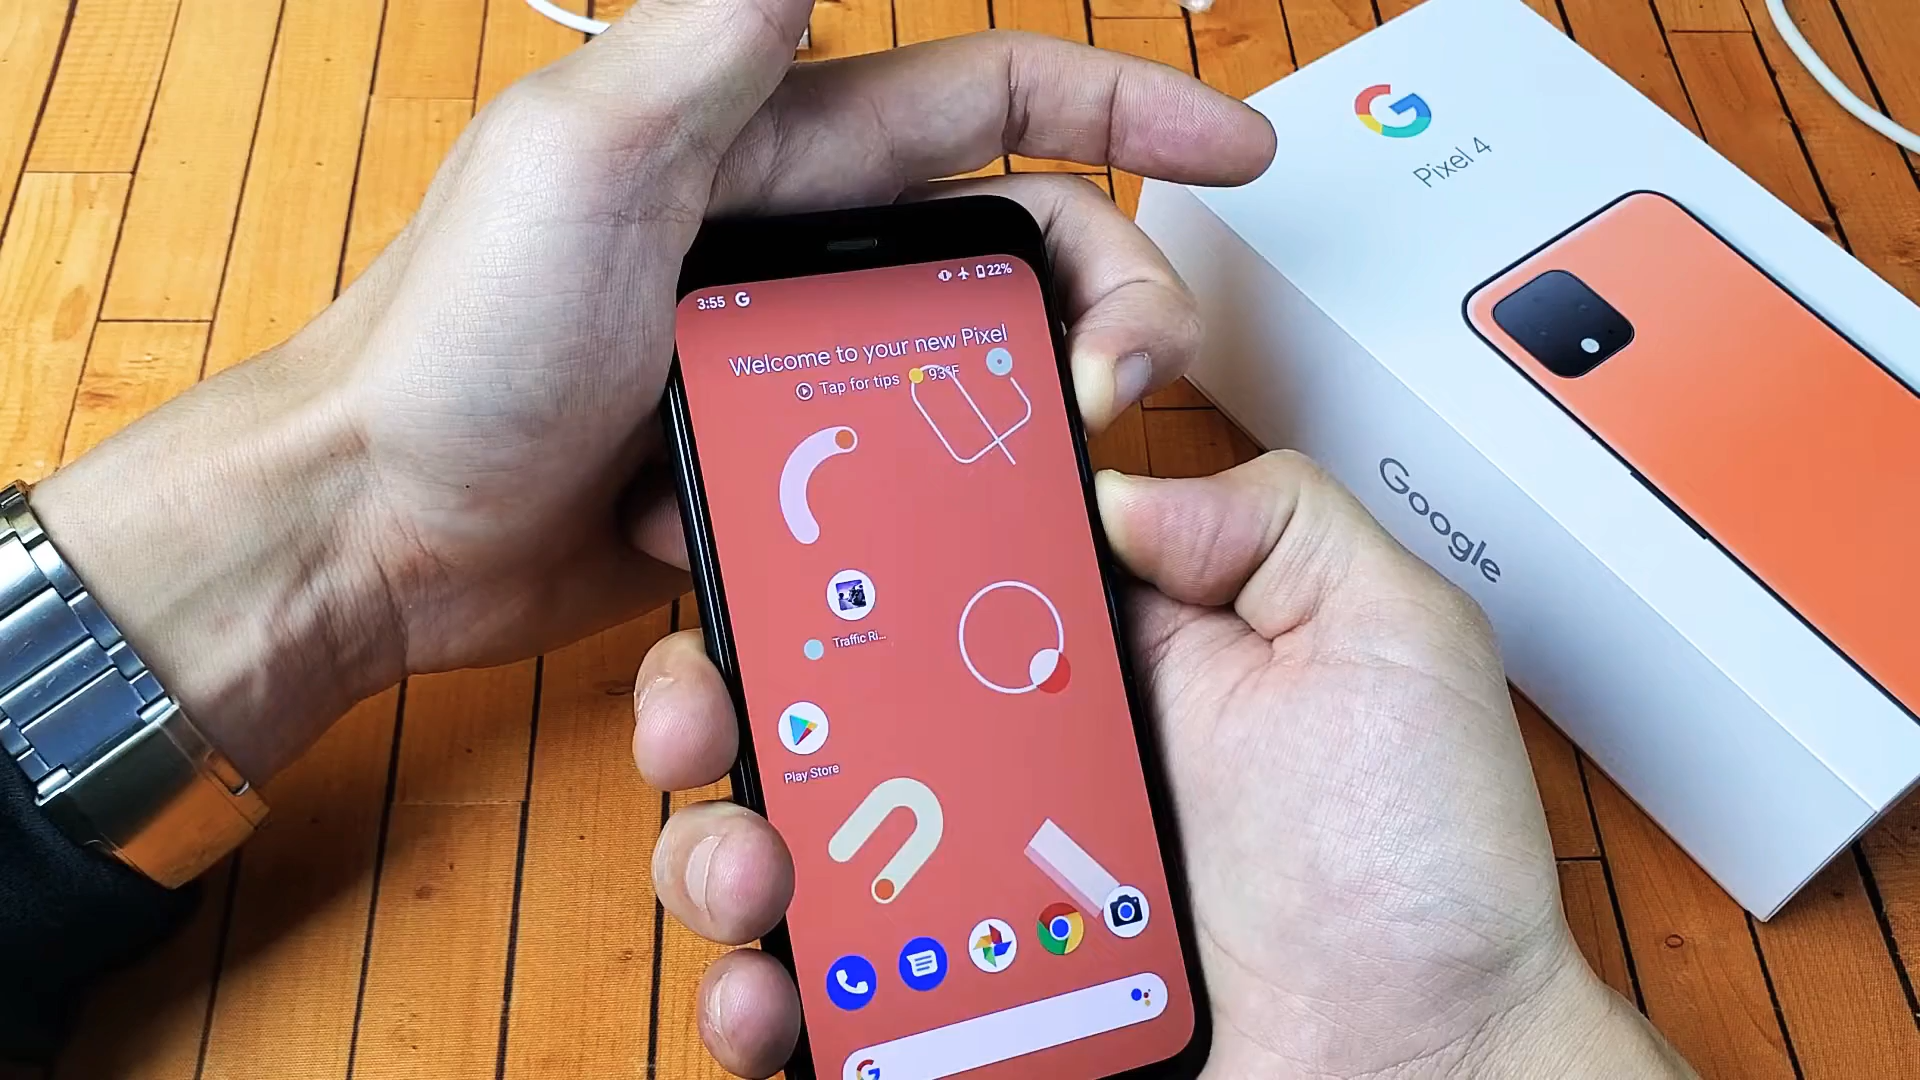 3:55 G 22%
Welcome to your new Pixel
Tap for tips 93°F
Traffic Ri...
Play Store
G
G
Pixel 4
Google